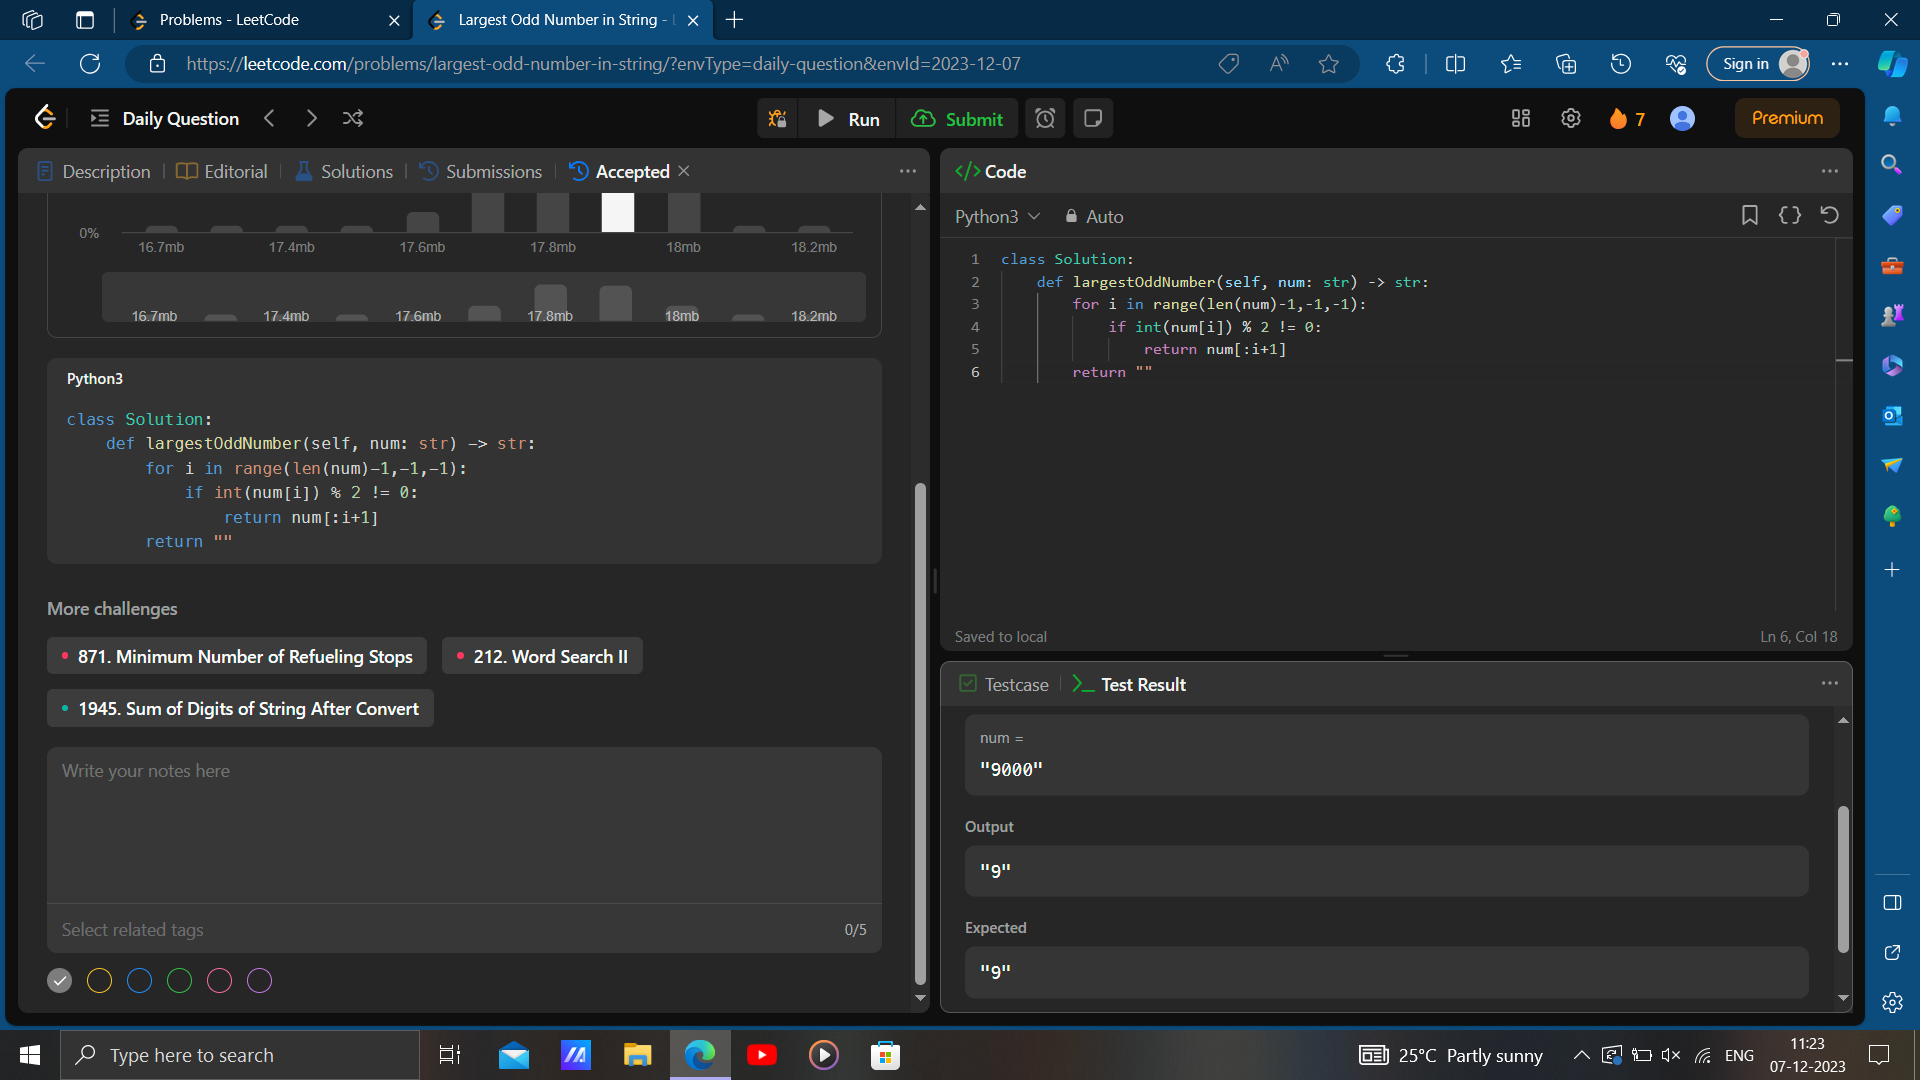 Problems - LeetCode
Largest Odd Number in String -
https://leetcode.com/problems/largest-odd-number-in-string/?envType=daily-question&envId=2023-12-07
Sign in
Daily Question
Run
Submit
7
Premium
Description
Editorial
Solutions
Submissions
Accepted
0%
16.7mb 17.4mb 17.6mb 17.8mb 18mb 18.2mb
16.7mb 17.4mb 17.6mb 17.8mb 18mb 18.2mb
Python3
class Solution:
    def largestOddNumber(self, num: str) -> str:
        for i in range(len(num)-1,-1,-1):
            if int(num[i]) % 2 != 0:
                return num[:i+1]
        return ""
More challenges
871. Minimum Number of Refueling Stops
212. Word Search II
1945. Sum of Digits of String After Convert
Write your notes here
Select related tags
0/5
</> Code
Python3
Auto
1 class Solution:
2     def largestOddNumber(self, num: str) -> str:
3         for i in range(len(num)-1,-1,-1):
4             if int(num[i]) % 2 != 0:
5                 return num[:i+1]
6         return ""
Saved to local
Ln 6, Col 18
Testcase
Test Result
num =
"9000"
Output
"9"
Expected
"9"
Type here to search
25°C Partly sunny
ENG
11:23
07-12-2023